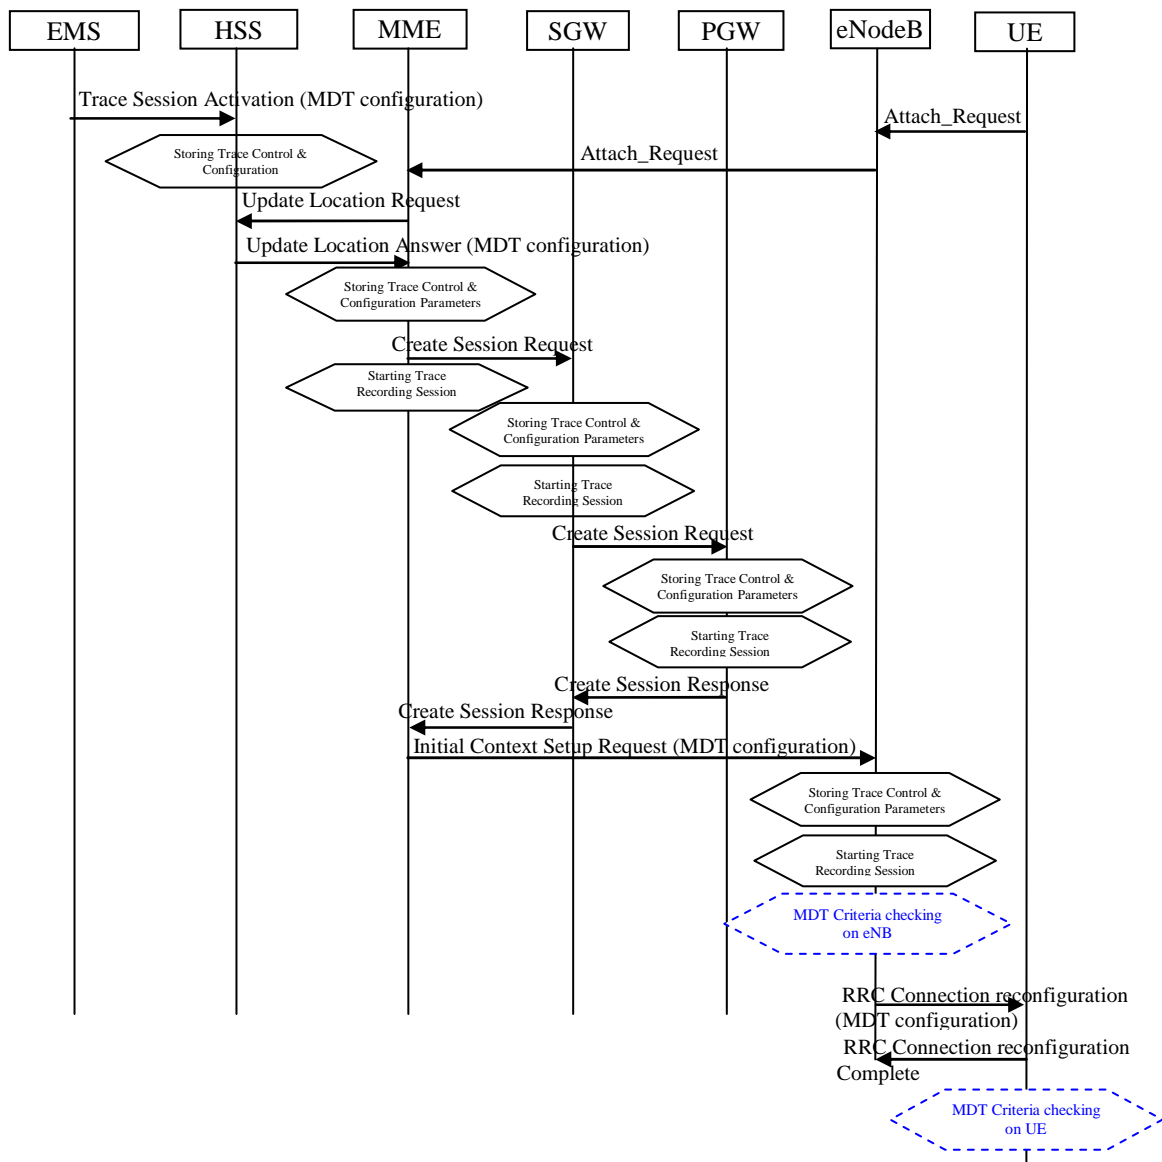 EMS
HSS
MME
SGW
PGW
eNodeB
UE
Trace Session Activation (MDT configuration)
Attach_Request
Storing Trace Control &
Configuration
Attach_Request
Update Location Request
Update Location Answer (MDT configuration)
Storing Trace Control &
Configuration Parameters
Create Session Request
Starting Trace
Recording Session
Storing Trace Control &
Configuration Parameters
Starting Trace
Recording Session
Create Session Request
Storing Trace Control &
Configuration Parameters
Starting Trace
Recording Session
Create Session Response
Create Session Response
Initial Context Setup Request (MDT configuration)
Storing Trace Control &
Configuration Parameters
Starting Trace
Recording Session
MDT Criteria checking
on eNB
RRC Connection reconfiguration
(MDT configuration)
RRC Connection reconfiguration
Complete
MDT Criteria checking
on UE